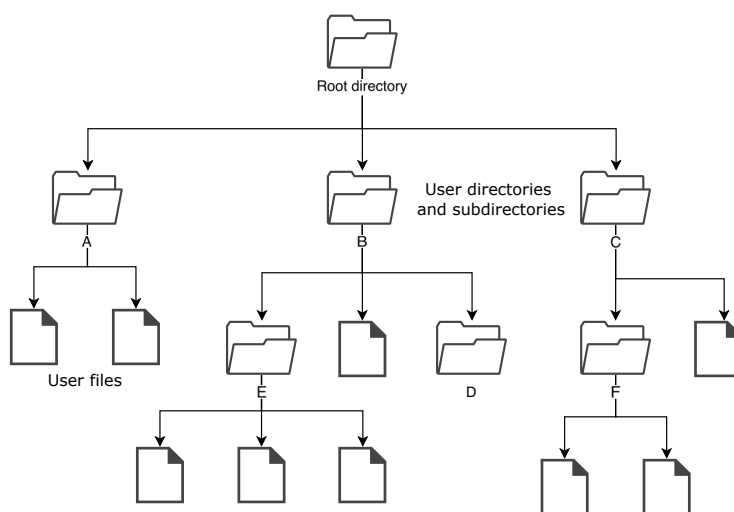 Root directory
User directories
and subdirectories
A
B
C
User files
E
D
F